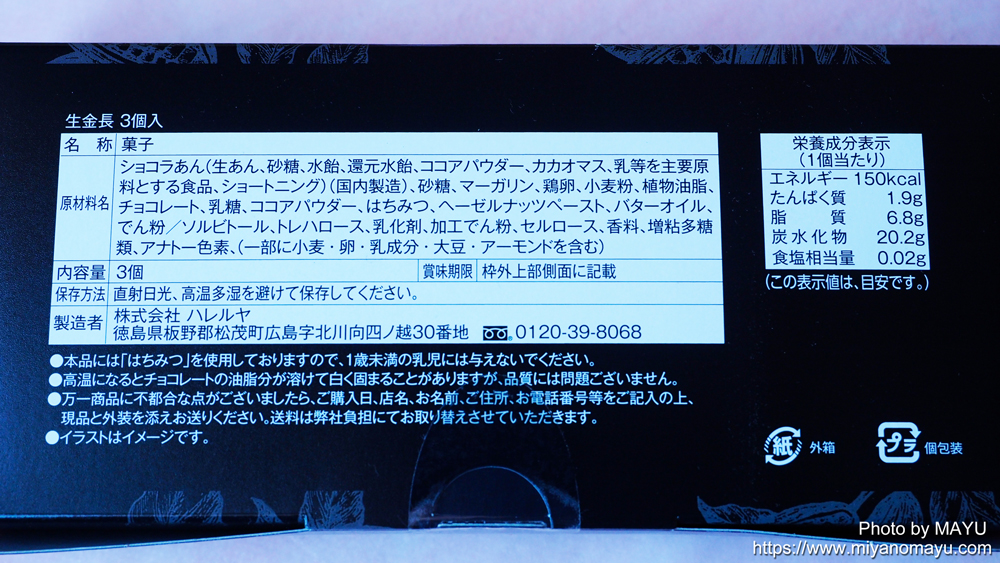 生金長 3個入
名　称 菓子
原材料名
ショコラあん(生あん、砂糖、水飴、還元水飴、ココアパウダー、カカオマス、乳等を主要原
料とする食品、ショートニング)(国内製造)、砂糖、マーガリン、鶏卵、小麦粉、植物油脂、
チョコレート、乳糖、ココアパウダー、はちみつ、ヘーゼルナッツペースト、バターオイル、
でん粉／ソルビトール、トレハロース、乳化剤、加工でん粉、セルロース、香料、増粘多糖
類、アナトー色素、(一部に小麦・卵・乳成分・大豆・アーモンドを含む)
内容量 3個 賞味期限 枠外上部側面に記載
保存方法 直射日光、高温多湿を避けて保存してください。
製造者 株式会社 ハレルヤ
徳島県板野郡松茂町広島字北川向四ノ越30番地 0120-39-8068
●本品には「はちみつ」を使用しておりますので、1歳未満の乳児には与えないでください。
●高温になるとチョコレートの油脂分が溶けて白く固まることがありますが、品質には問題ございません。
●万一商品に不都合な点がございましたら、ご購入日、店名、お名前、ご住所、お電話番号等をご記入の上、
現品と外装を添えお送りください。送料は弊社負担にてお取り替えさせていただきます。
●イラストはイメージです。
栄養成分表示
(1個当たり)
エネルギー 150kcal
たんぱく質 1.9g
脂　質 6.8g
炭水化物 20.2g
食塩相当量 0.02g
(この表示値は、目安です。)
紙 外箱
プラ 個包装
Photo by MAYU
https://www.miyanomayu.com